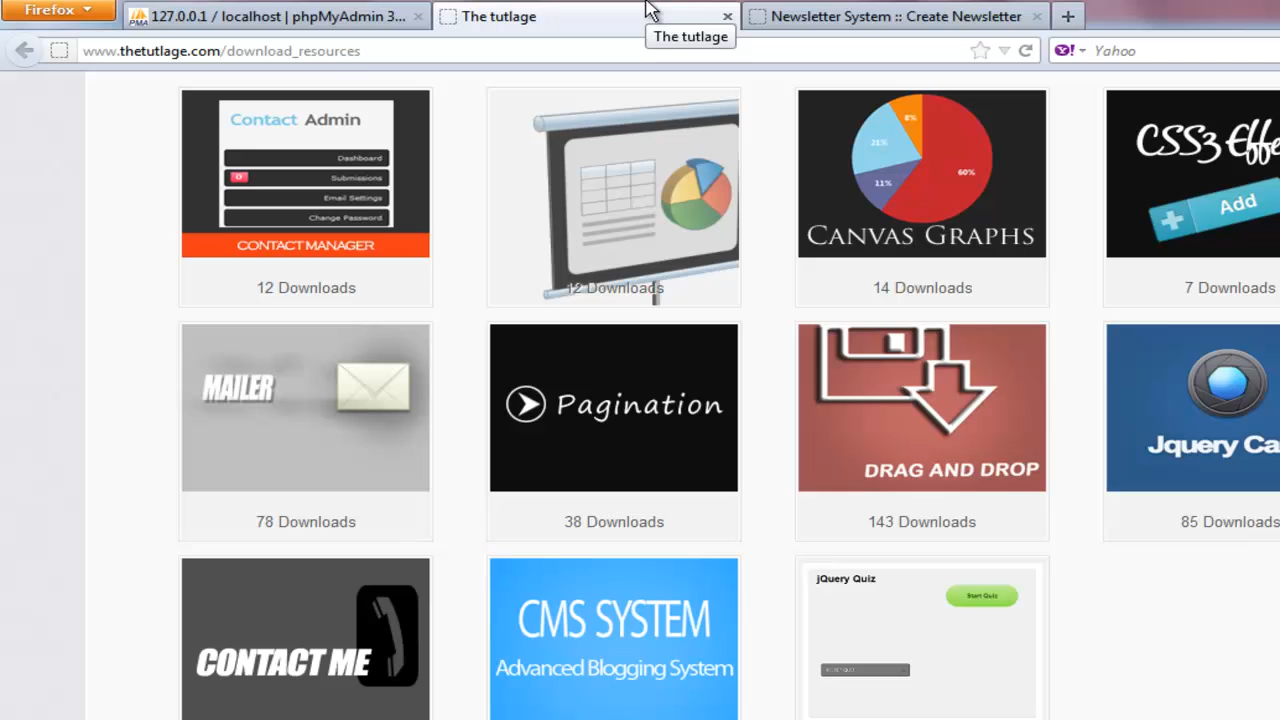 Firefox
127.0.0.1 / localhost | phpMyAdmin 3...
The tutlage
Newsletter System :: Create Newsletter
The tutlage
www.thetutlage.com/download_resources
Yahoo
Contact Admin
Dashboard
0 Submissions
Email Settings
Change Password
CONTACT MANAGER
12 Downloads
12 Downloads
8%
21%
11%
60%
CANVAS GRAPHS
14 Downloads
CSS3 Effe
Add
7 Downloads
MAILER
78 Downloads
Pagination
38 Downloads
DRAG AND DROP
143 Downloads
Jquery Ca
85 Downloads
CONTACT ME
CMS SYSTEM
Advanced Blogging System
jQuery Quiz
Start Quiz